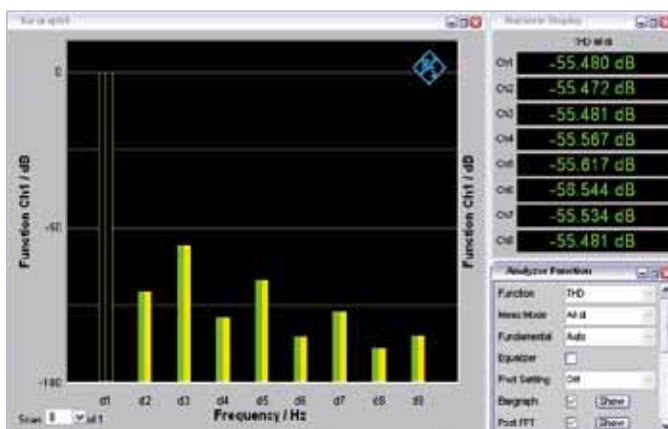 Bargraph1
0
-50
-100
Function Ch1 / dB
Function Ch1 / dB
d1 d2 d3 d4 d5 d6 d7 d8 d9
Frequency / Hz
Scan
of 1
Numeric Display
THD All di
Ch1 -55.480 dB
Ch2 -55.472 dB
Ch3 -55.481 dB
Ch4 -55.567 dB
Ch5 -55.617 dB
Ch6 -55.544 dB
Ch7 -55.534 dB
Ch8 -55.481 dB
Analyzer Function
Function THD
Meas Mode All di
Fundamental Auto
Equalizer
Post Setting Off
Bargraph Show
Post FFT Show